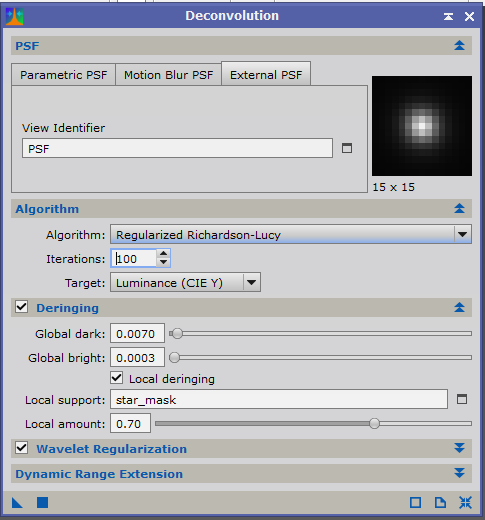 Deconvolution
PSF
Parametric PSF Motion Blur PSF External PSF
View Identifier
PSF
15 x 15
Algorithm
Algorithm: Regularized Richardson-Lucy
Iterations: 100
Target: Luminance (CIE Y)
Deringing
Global dark: 0.0070
Global bright: 0.0003
Local deringing
Local support: star_mask
Local amount: 0.70
Wavelet Regularization
Dynamic Range Extension